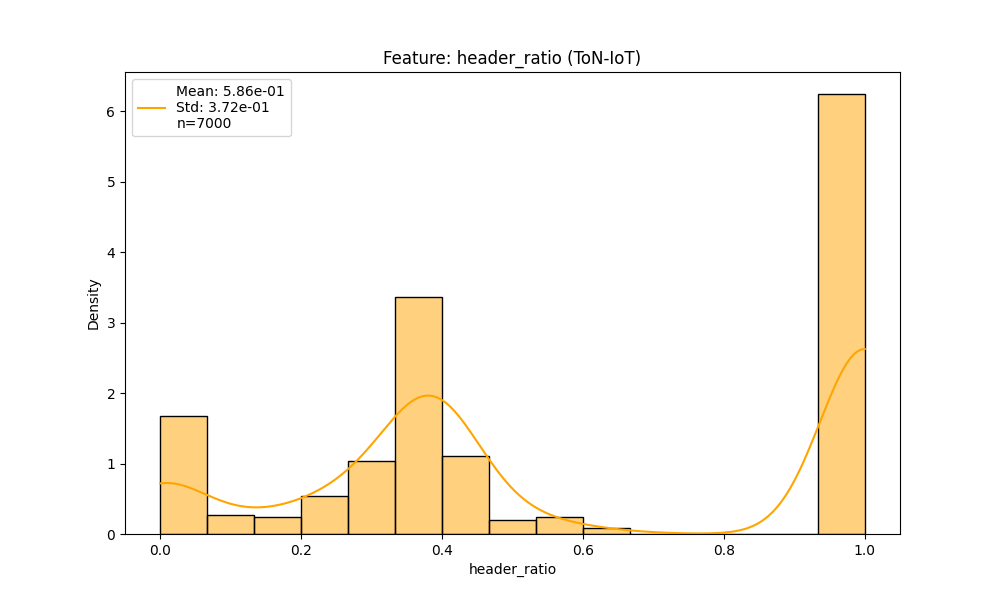 Feature: header_ratio (ToN-IoT)
Mean: 5.86e-01
Std: 3.72e-01
n=7000
6
5
4
3
2
1
0
Density
0.0 0.2 0.4 0.6 0.8 1.0
header_ratio